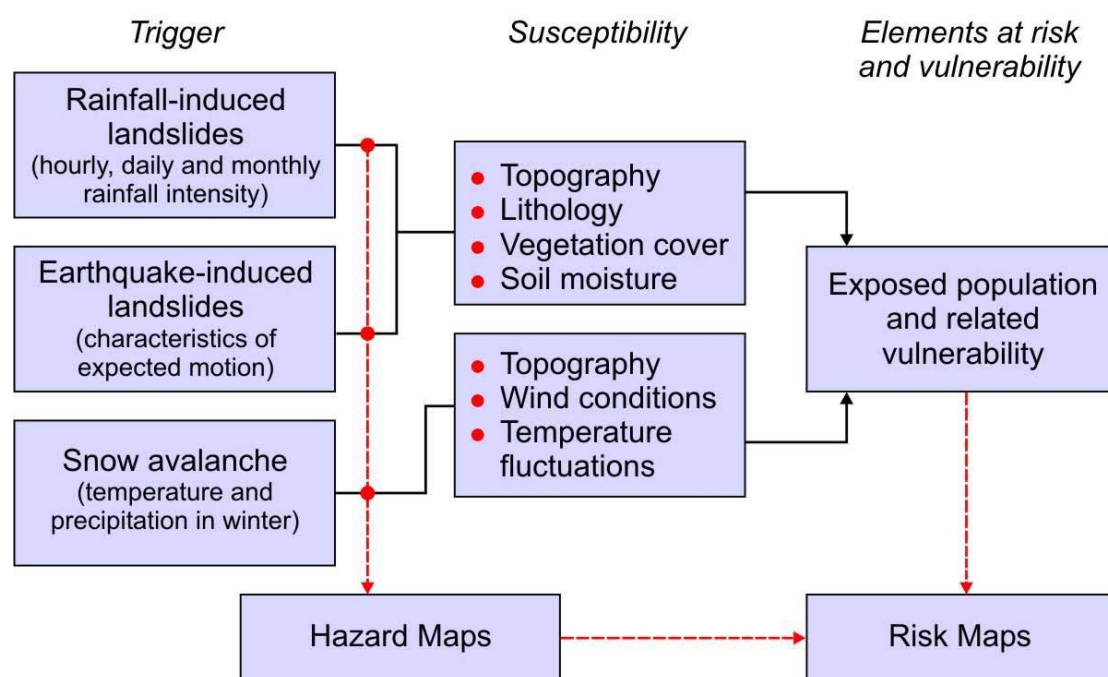 Trigger
Susceptibility
Elements at risk
and vulnerability
Rainfall-induced
landslides
(hourly, daily and monthly
rainfall intensity)
Earthquake-induced
landslides
(characteristics of
expected motion)
Snow avalanche
(temperature and
precipitation in winter)
Topography
Lithology
Vegetation cover
Soil moisture
Topography
Wind conditions
Temperature
fluctuations
Exposed population
and related
vulnerability
Hazard Maps
Risk Maps